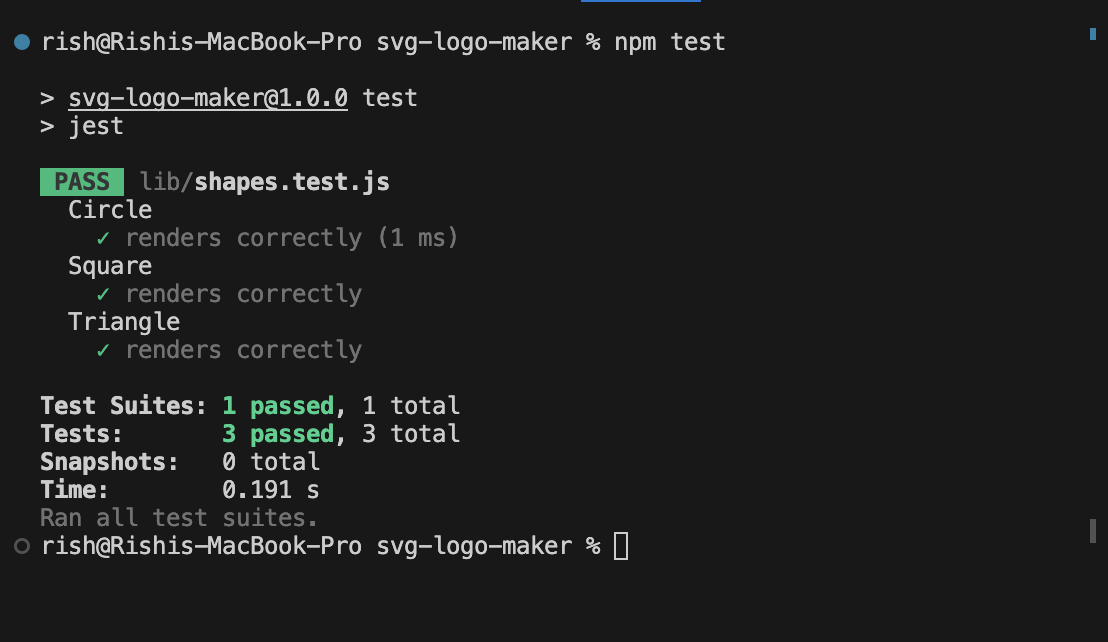 rish@Rishis-MacBook-Pro svg-logo-maker % npm test
> svg-logo-maker@1.0.0 test
> jest
PASS lib/shapes.test.js
Circle
✓ renders correctly (1 ms)
Square
✓ renders correctly
Triangle
✓ renders correctly
Test Suites: 1 passed, 1 total
Tests: 3 passed, 3 total
Snapshots: 0 total
Time: 0.191 s
Ran all test suites.
rish@Rishis-MacBook-Pro svg-logo-maker %